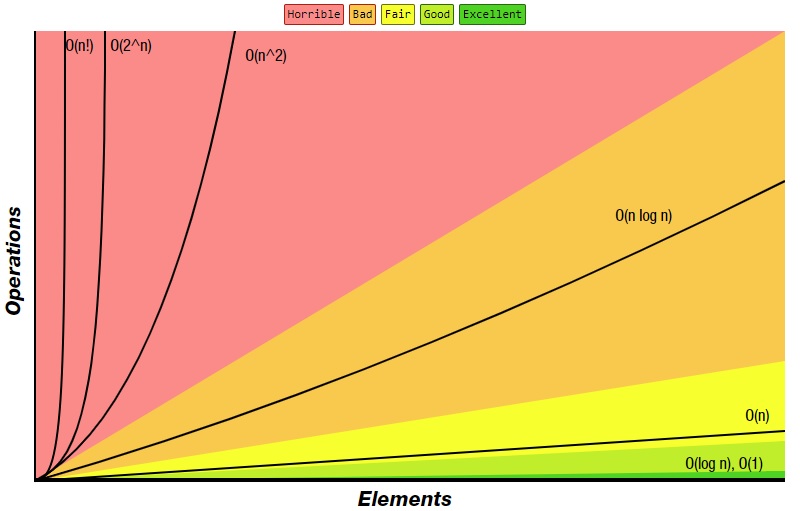 Horrible Bad Fair Good Excellent
O(n!) O(2^n)
O(n^2)
O(n log n)
Operations
O(n)
O(log n), O(1)
Elements